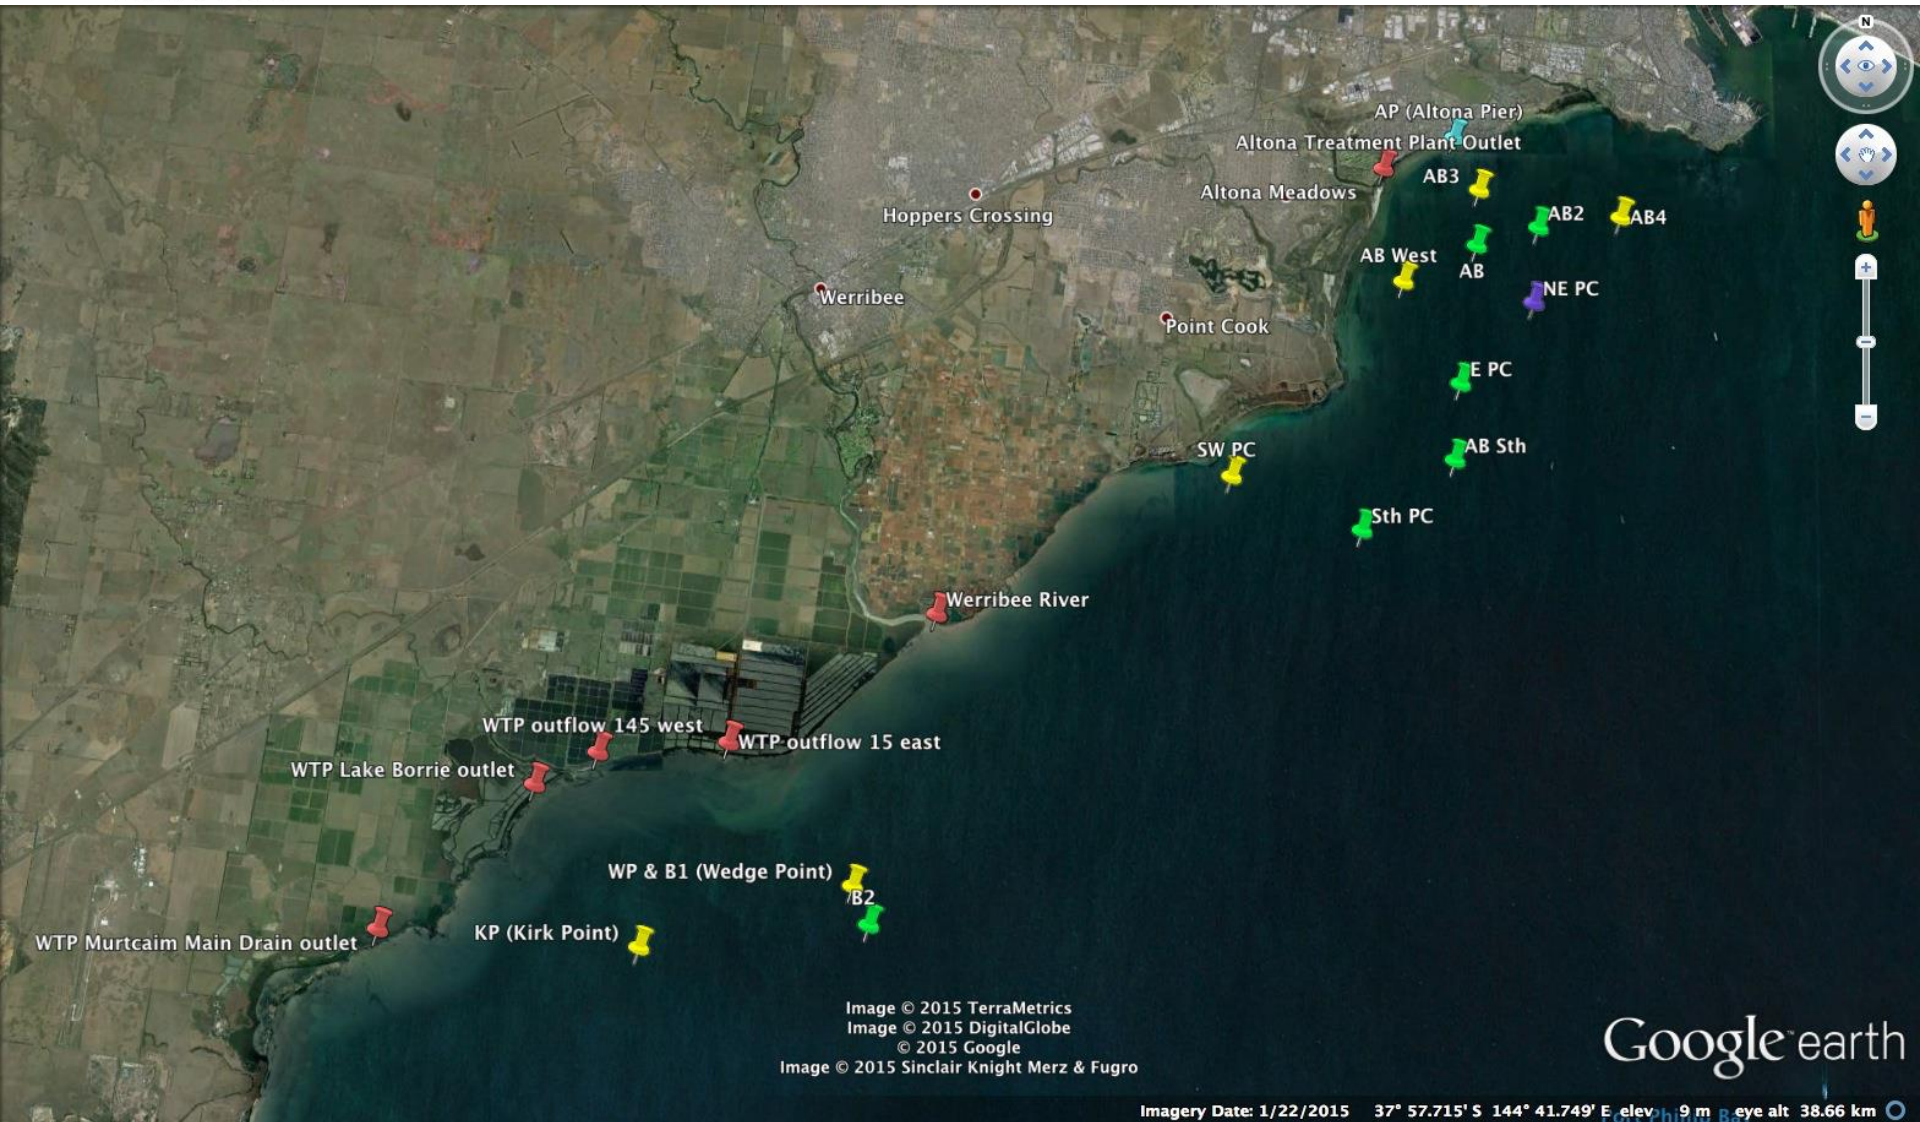 N
AP (Altona Pier)
Altona Treatment Plant Outlet
AB3
Altona Meadows
Hoppers Crossing
AB2
AB4
AB West
AB
NE PC
Werribee
Point Cook
E PC
SW PC
AB Sth
Sth PC
Werribee River
WTP outflow 145 west
WTP outflow 15 east
WTP Lake Borrie outlet
WP & B1 (Wedge Point)
B2
KP (Kirk Point)
WTP Murtcaim Main Drain outlet
Image © 2015 TerraMetrics
Image © 2015 DigitalGlobe
© 2015 Google
Image © 2015 Sinclair Knight Merz & Fugro
Google earth
Imagery Date: 1/22/2015 37° 57.715' S 144° 41.749' E elev 9 m eye alt 38.66 km
Port Phillip Bay